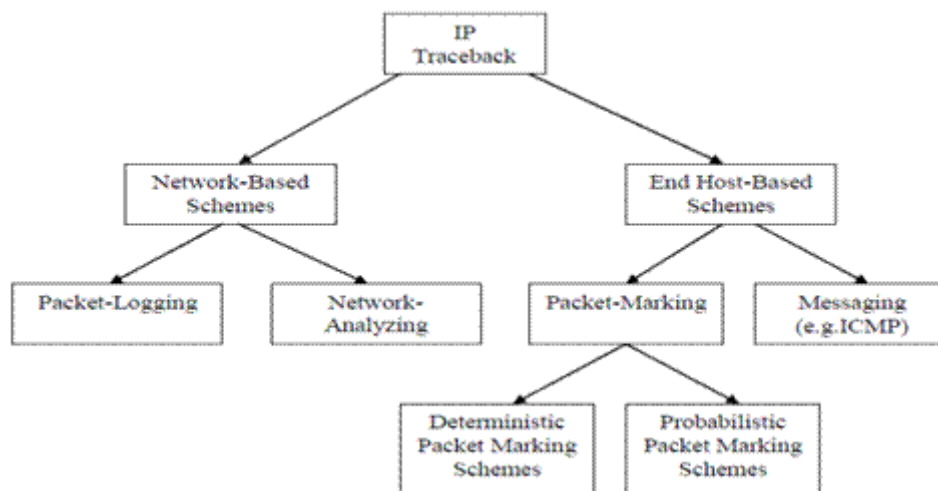 IP
Traceback
Network-Based
Schemes
End Host-Based
Schemes
Packet-Logging
Network-
Analyzing
Packet-Marking
Messaging
(e.g.ICMP)
Deterministic
Packet Marking
Schemes
Probabilistic
Packet Marking
Schemes